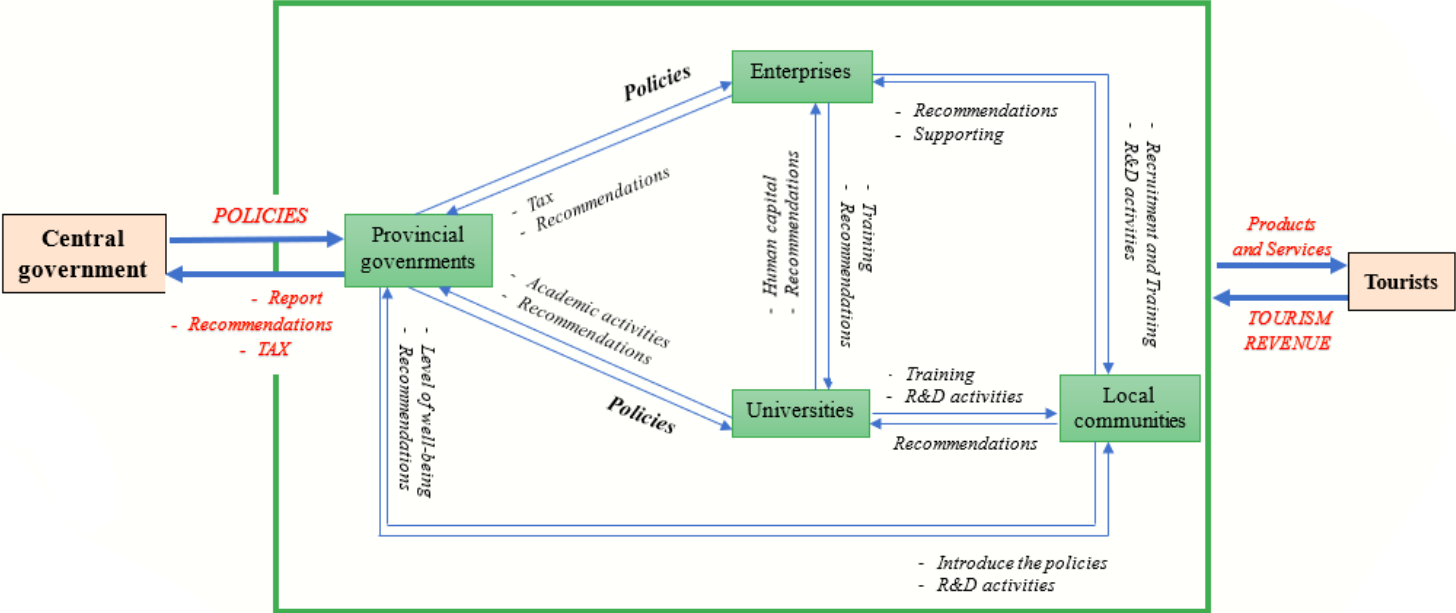 Enterprises
Policies
- Recommendations
- Supporting
- Recruitment and Training
- R&D activities
- Tax
- Recommendations
- Human capital
- Recommendations
- Training
- Recommendations
POLICIES
Central
government
Provincial
govenrments
- Report
- Recommendations
- TAX
- Academic activities
- Recommendations
Products
and Services
Tourists
TOURISM
REVENUE
- Level of well-being
- Recommendations
Policies
Universities
- Training
- R&D activities
Recommendations
Local
communities
- Introduce the policies
- R&D activities